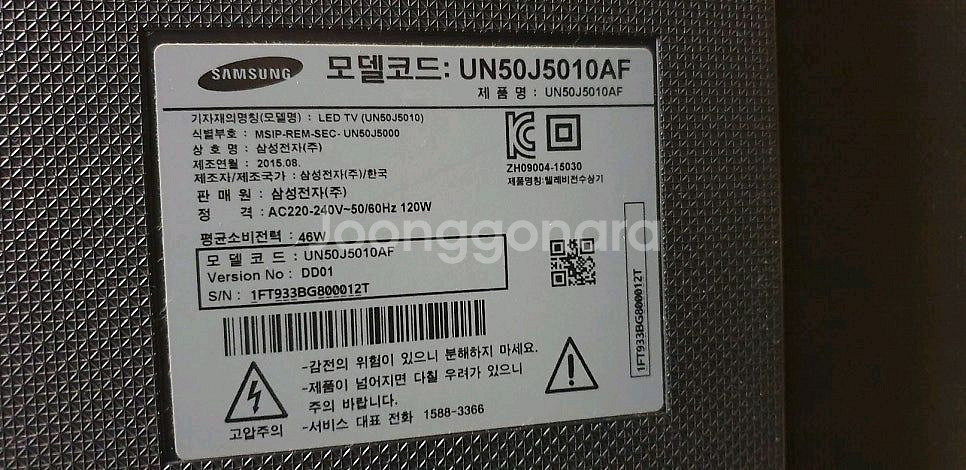 SAMSUNG
모델코드: UN50J5010AF
제 품 명 : UN50J5010AF
기자재의명칭(모델명) : LED TV (UN50J5010)
식별부호 : MSIP-REM-SEC- UN50J5000
상 호 명 : 삼성전자(주)
제조연월 : 2015.08.
제조자/제조국가 : 삼성전자(주)/한국
판 매 원 : 삼성전자(주)
정 격 : AC220-240V~50/60Hz 120W
평균소비전력 : 46W
ZH09004-15030
제품명칭:텔레비전수상기
joonggonara
모 델 코 드 : UN50J5010AF
Version No : DD01
S/N : 1FT933BG800012T
1FT933BG800012T
-감전의 위험이 있으니 분해하지 마세요.
-제품이 넘어지면 다칠 우려가 있으니
주의 바랍니다.
-서비스 대표 전화 1588-3366
고압주의